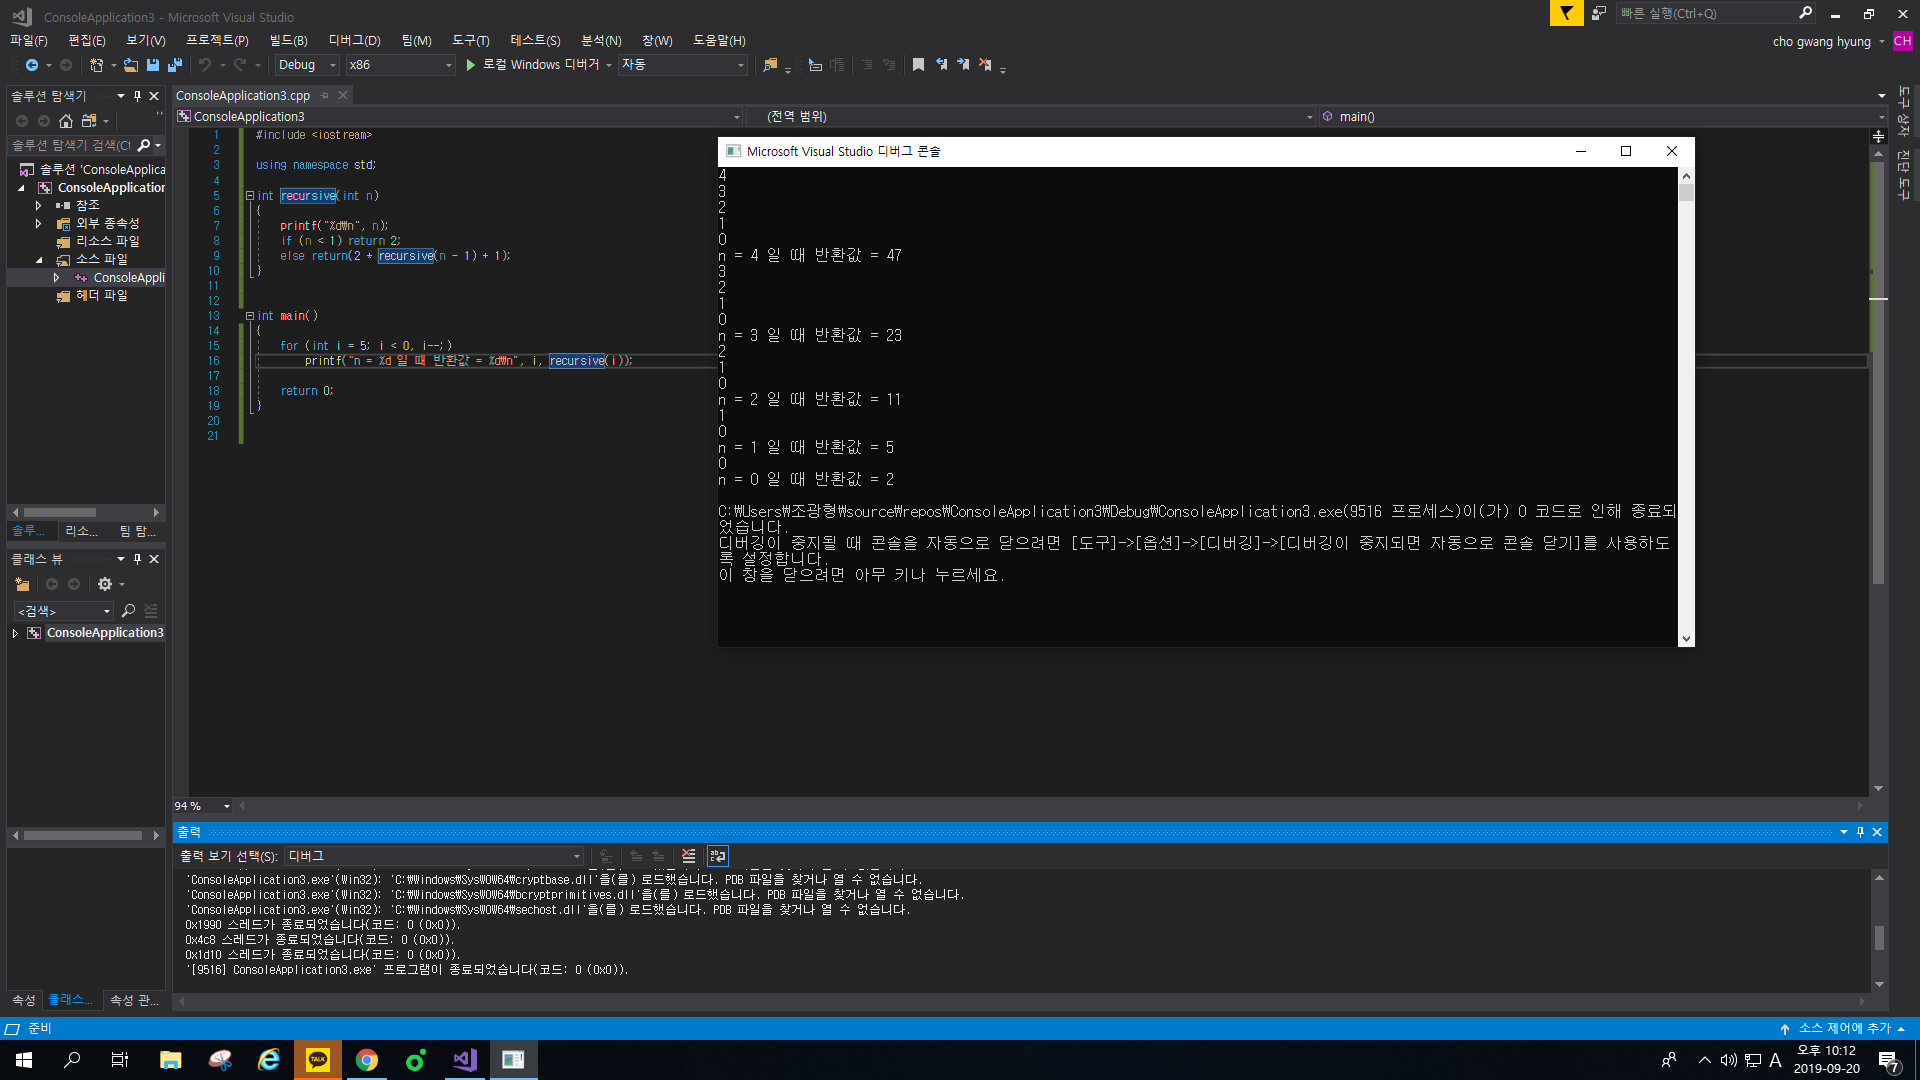 ConsoleApplication3 - Microsoft Visual Studio
빠른 실행(Ctrl+Q)
파일(F) 편집(E) 보기(V) 프로젝트(P) 빌드(B) 디버그(D) 팀(M) 도구(T) 테스트(S) 분석(N) 창(W) 도움말(H)
cho gwang hyung CH
Debug x86 로컬 Windows 디버거 자동
솔루션 탐색기
솔루션 탐색기 검색(Ct
솔루션 'ConsoleApplica
ConsoleApplication
참조
외부 종속성
리소스 파일
소스 파일
ConsoleAppli
헤더 파일
솔루... 리소... 팀 탐...
클래스 뷰
<검색>
ConsoleApplication3
속성 클래스... 속성 관...
ConsoleApplication3.cpp
ConsoleApplication3 (전역 범위) main()
1 #include <iostream>
2
3 using namespace std;
4
5 int recursive(int n)
6 {
7 printf("%d₩n", n);
8 if (n < 1) return 2;
9 else return(2 * recursive(n - 1) + 1);
10 }
11
12
13 int main()
14 {
15 for (int i = 5; i < 0, i--;)
16 printf("n = %d 일 때 반환값 = %d₩n", i, recursive(i));
17
18 return 0;
19 }
20
21
Microsoft Visual Studio 디버그 콘솔
4
3
2
1
0
n = 4 일 때 반환값 = 47
3
2
1
0
n = 3 일 때 반환값 = 23
2
1
0
n = 2 일 때 반환값 = 11
1
0
n = 1 일 때 반환값 = 5
0
n = 0 일 때 반환값 = 2
C:₩Users₩조광형₩source₩repos₩ConsoleApplication3₩Debug₩ConsoleApplication3.exe(9516 프로세스)이(가) 0 코드로 인해 종료되
었습니다.
디버깅이 중지될 때 콘솔을 자동으로 닫으려면 [도구]->[옵션]->[디버깅]->[디버깅이 중지되면 자동으로 콘솔 닫기]를 사용하도
록 설정합니다.
이 창을 닫으려면 아무 키나 누르세요.
도구 상자
진단 도구
94 %
출력
출력 보기 선택(S): 디버그
'ConsoleApplication3.exe'(Win32): 'C:₩Windows₩SysWOW64₩cryptbase.dll'을(를) 로드했습니다. PDB 파일을 찾거나 열 수 없습니다.
'ConsoleApplication3.exe'(Win32): 'C:₩Windows₩SysWOW64₩bcryptprimitives.dll'을(를) 로드했습니다. PDB 파일을 찾거나 열 수 없습니다.
'ConsoleApplication3.exe'(Win32): 'C:₩Windows₩SysWOW64₩sechost.dll'을(를) 로드했습니다. PDB 파일을 찾거나 열 수 없습니다.
0x1990 스레드가 종료되었습니다(코드: 0 (0x0)).
0x4c8 스레드가 종료되었습니다(코드: 0 (0x0)).
0x1d10 스레드가 종료되었습니다(코드: 0 (0x0)).
'[9516] ConsoleApplication3.exe' 프로그램이 종료되었습니다(코드: 0 (0x0)).
준비
소스 제어에 추가
TALK
A
오후 10:12
2019-09-20
7